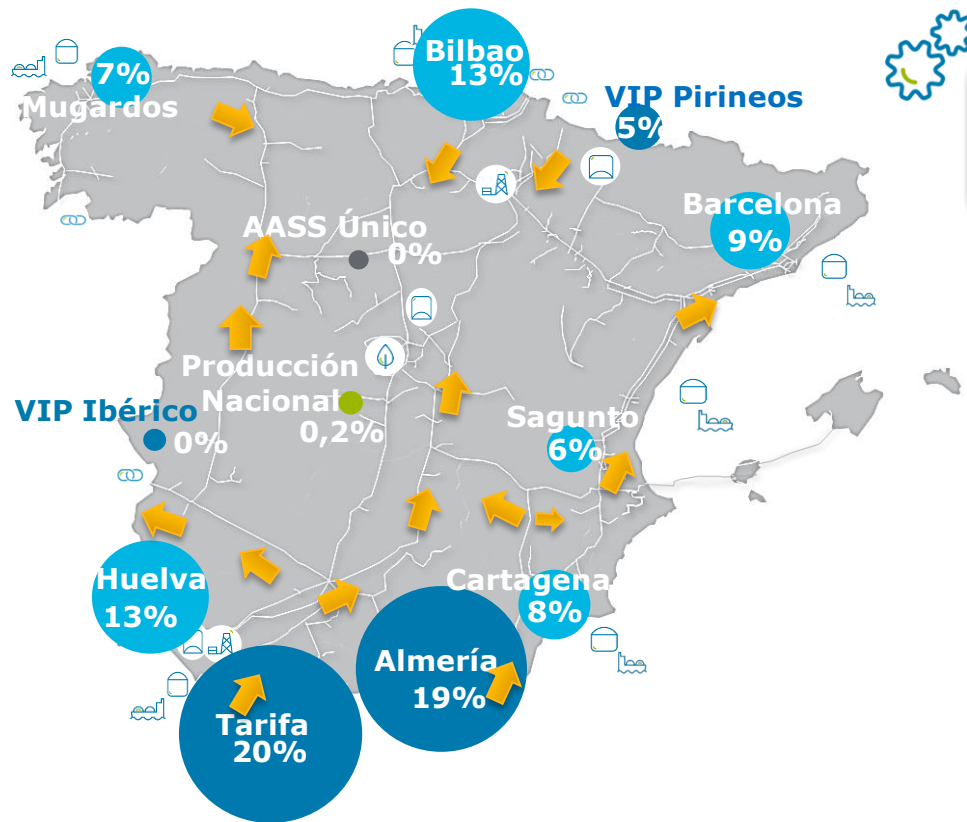 Bilbao
13%
7%
Mugardos
VIP Pirineos
5%
Barcelona
9%
AASS Único
0%
Producción
Nacional
0,2%
VIP Ibérico
0%
Sagunto
6%
Huelva
13%
Cartagena
8%
Almería
19%
Tarifa
20%